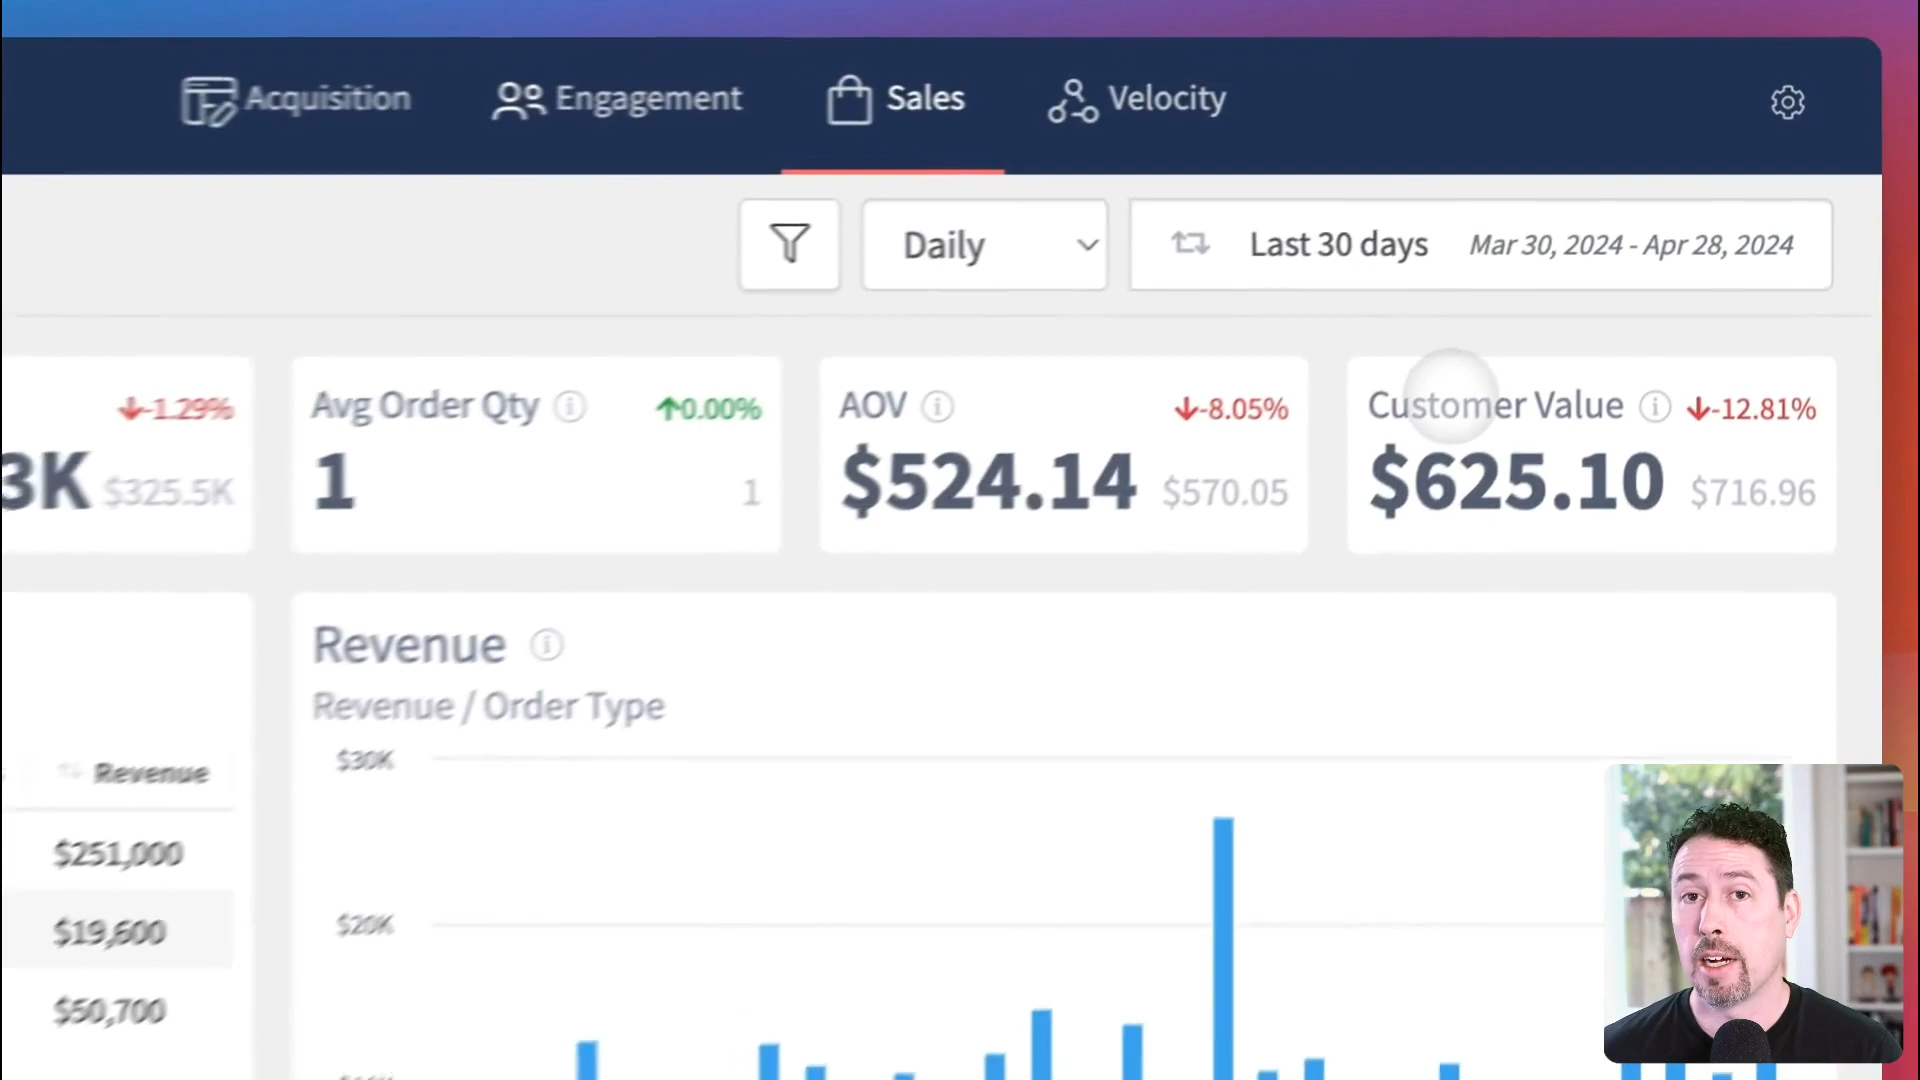 Acquisition
Engagement
Sales
Velocity
Daily
Last 30 days
Mar 30, 2024 - Apr 28, 2024
-1.29%
3K
$325.5K
Avg Order Qty
0.00%
1
1
AOV
-8.05%
$524.14
$570.05
Customer Value
-12.81%
$625.10
$716.96
Revenue
$251,000
$19,600
$50,700
Revenue
Revenue / Order Type
$30K
$20K